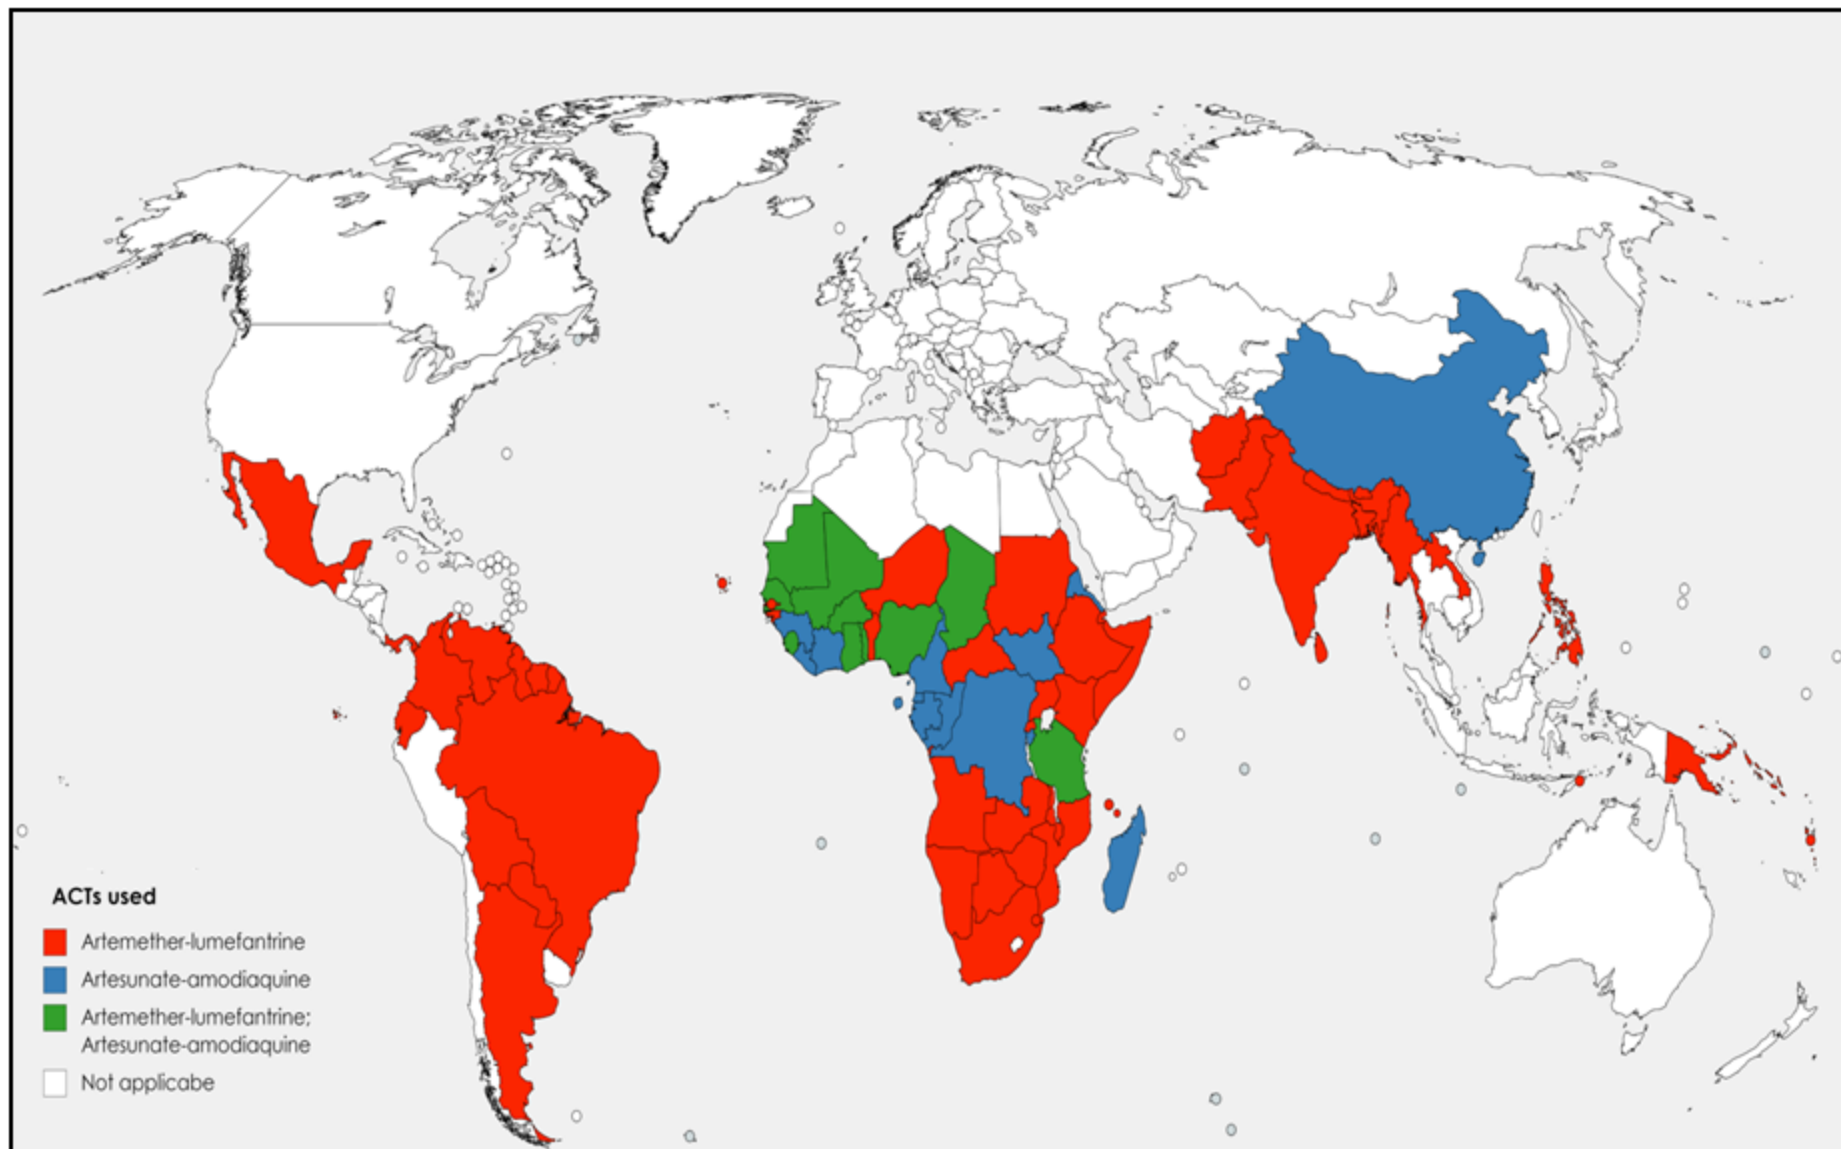 ACTs used
Artemether-lumefantrine
Artesunate-amodiaquine
Artemether-lumefantrine;
Artesunate-amodiaquine
Not applicabe